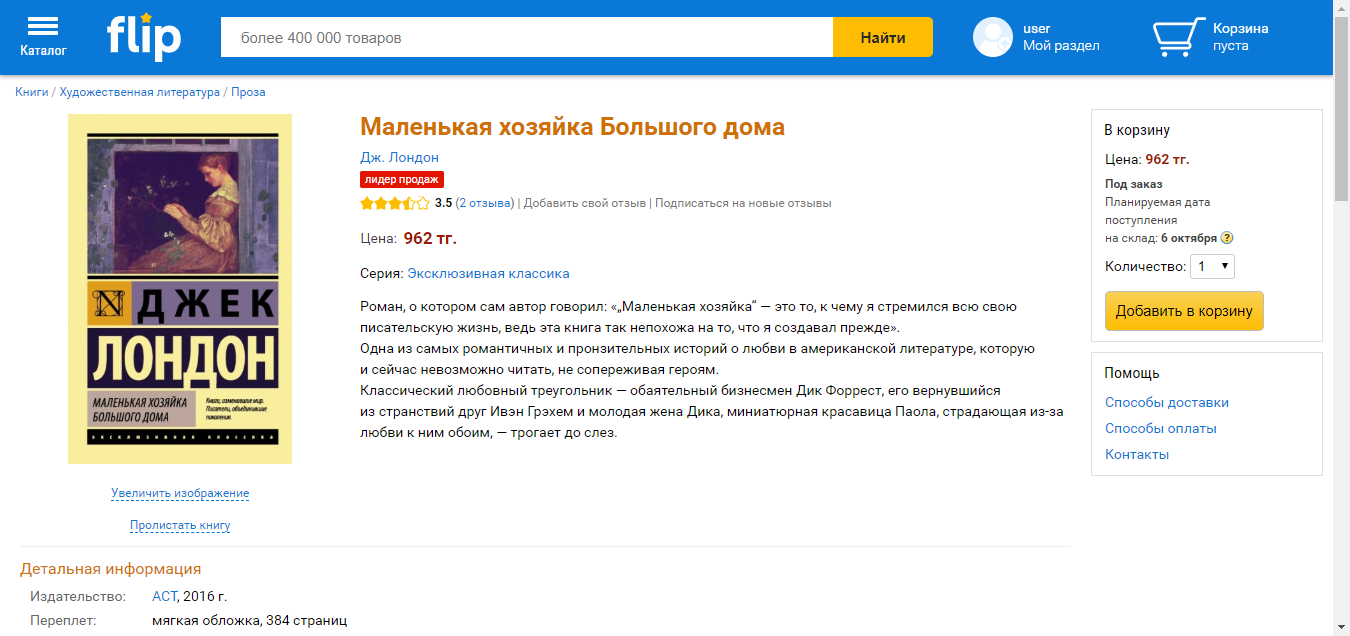 Каталог
flip
более 400 000 товаров
Найти
user
Мой раздел
Корзина
пуста
Книги / Художественная литература / Проза
ДЖЕК
ЛОНДОН
МАЛЕНЬКАЯ ХОЗЯЙКА
БОЛЬШОГО ДОМА
Книги, изменившие мир.
Писатели, объединившие
поколения.
ЭКСКЛЮЗИВНАЯ КЛАССИКА
Увеличить изображение
Пролистать книгу
Маленькая хозяйка Большого дома
Дж. Лондон
лидер продаж
3.5 (2 отзыва) | Добавить свой отзыв | Подписаться на новые отзывы
Цена: 962 тг.
Серия: Эксклюзивная классика
Роман, о котором сам автор говорил: «„Маленькая хозяйка“ — это то, к чему я стремился всю свою
писательскую жизнь, ведь эта книга так непохожа на то, что я создавал прежде».
Одна из самых романтичных и пронзительных историй о любви в американской литературе, которую
и сейчас невозможно читать, не сопереживая героям.
Классический любовный треугольник — обаятельный бизнесмен Дик Форрест, его вернувшийся
из странствий друг Ивэн Грэхем и молодая жена Дика, миниатюрная красавица Паола, страдающая из-за
любви к ним обоим, — трогает до слез.
В корзину
Цена: 962 тг.
Под заказ
Планируемая дата
поступления
на склад: 6 октября ?
Количество: 1
Добавить в корзину
Помощь
Способы доставки
Способы оплаты
Контакты
Детальная информация
Издательство: АСТ, 2016 г.
Переплет: мягкая обложка, 384 страниц